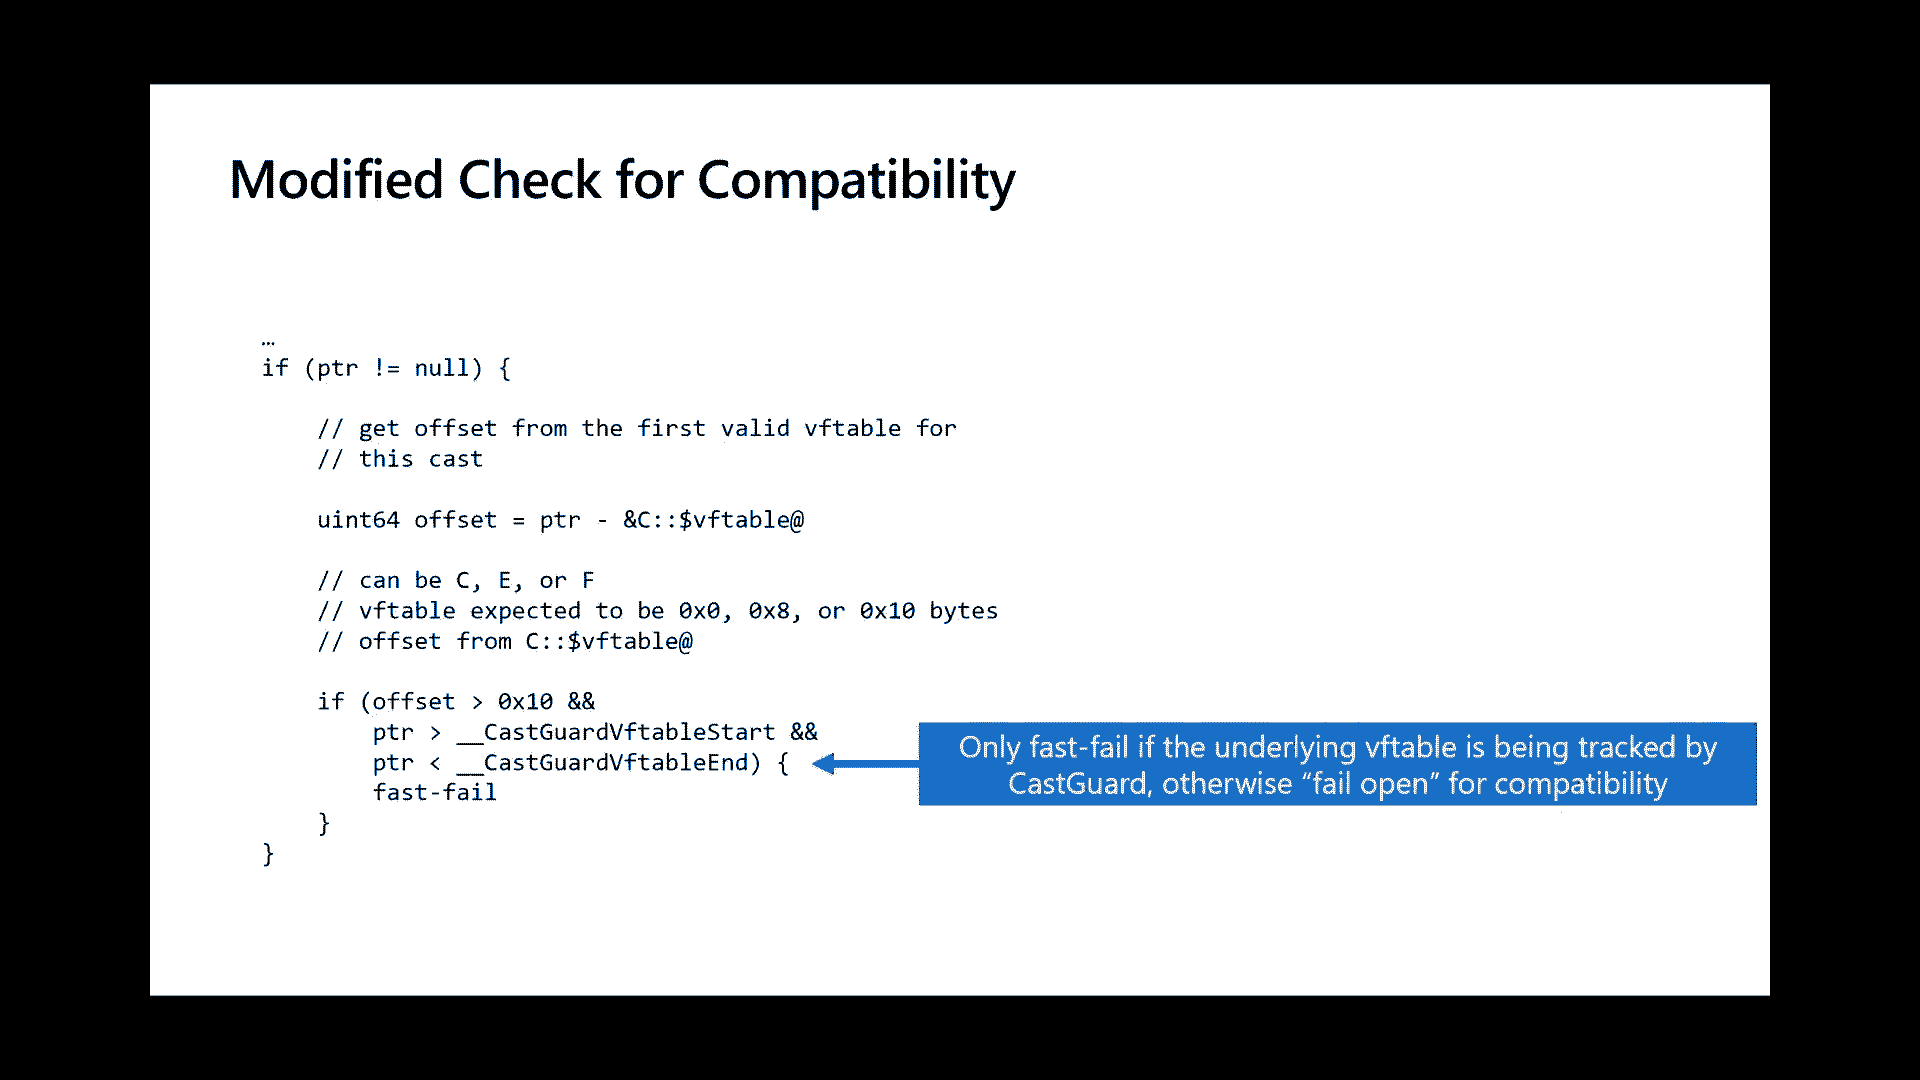 Modified Check for Compatibility
…
if (ptr != null) {
// get offset from the first valid vftable for
// this cast
uint64 offset = ptr - &C::$vftable@
// can be C, E, or F
// vftable expected to be 0x0, 0x8, or 0x10 bytes
// offset from C::$vftable@
if (offset > 0x10 &&
ptr > __CastGuardVftableStart &&
ptr < __CastGuardVftableEnd) {
fast-fail
}
}
Only fast-fail if the underlying vftable is being tracked by
CastGuard, otherwise “fail open” for compatibility